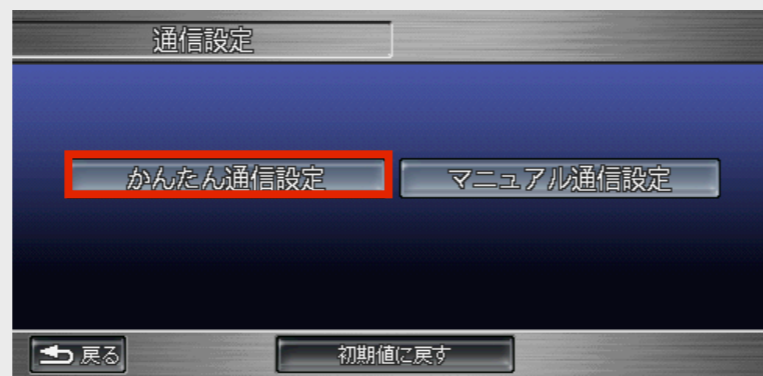 通信設定
かんたん通信設定
マニュアル通信設定
戻る
初期値に戻す